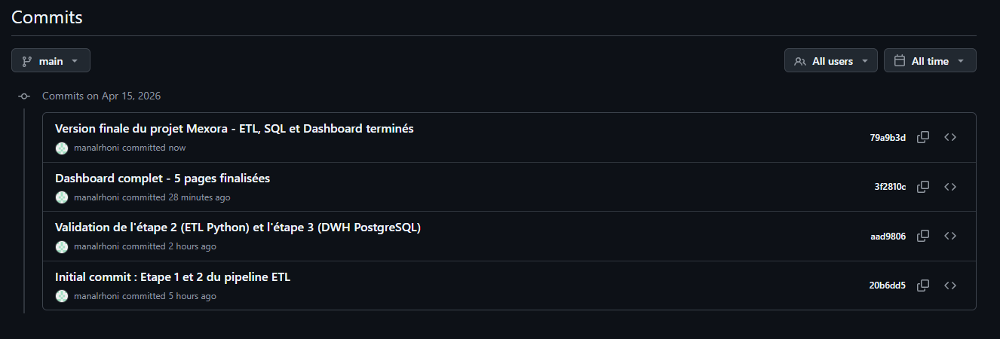 Commits
main
All users
All time
Commits on Apr 15, 2026
Version finale du projet Mexora - ETL, SQL et Dashboard terminés
79a9b3d
manalrhoni committed now
Dashboard complet - 5 pages finalisées
3f2810c
manalrhoni committed 28 minutes ago
Validation de l'étape 2 (ETL Python) et l'étape 3 (DWH PostgreSQL)
aad9806
manalrhoni committed 2 hours ago
Initial commit : Etape 1 et 2 du pipeline ETL
20b6dd5
manalrhoni committed 5 hours ago